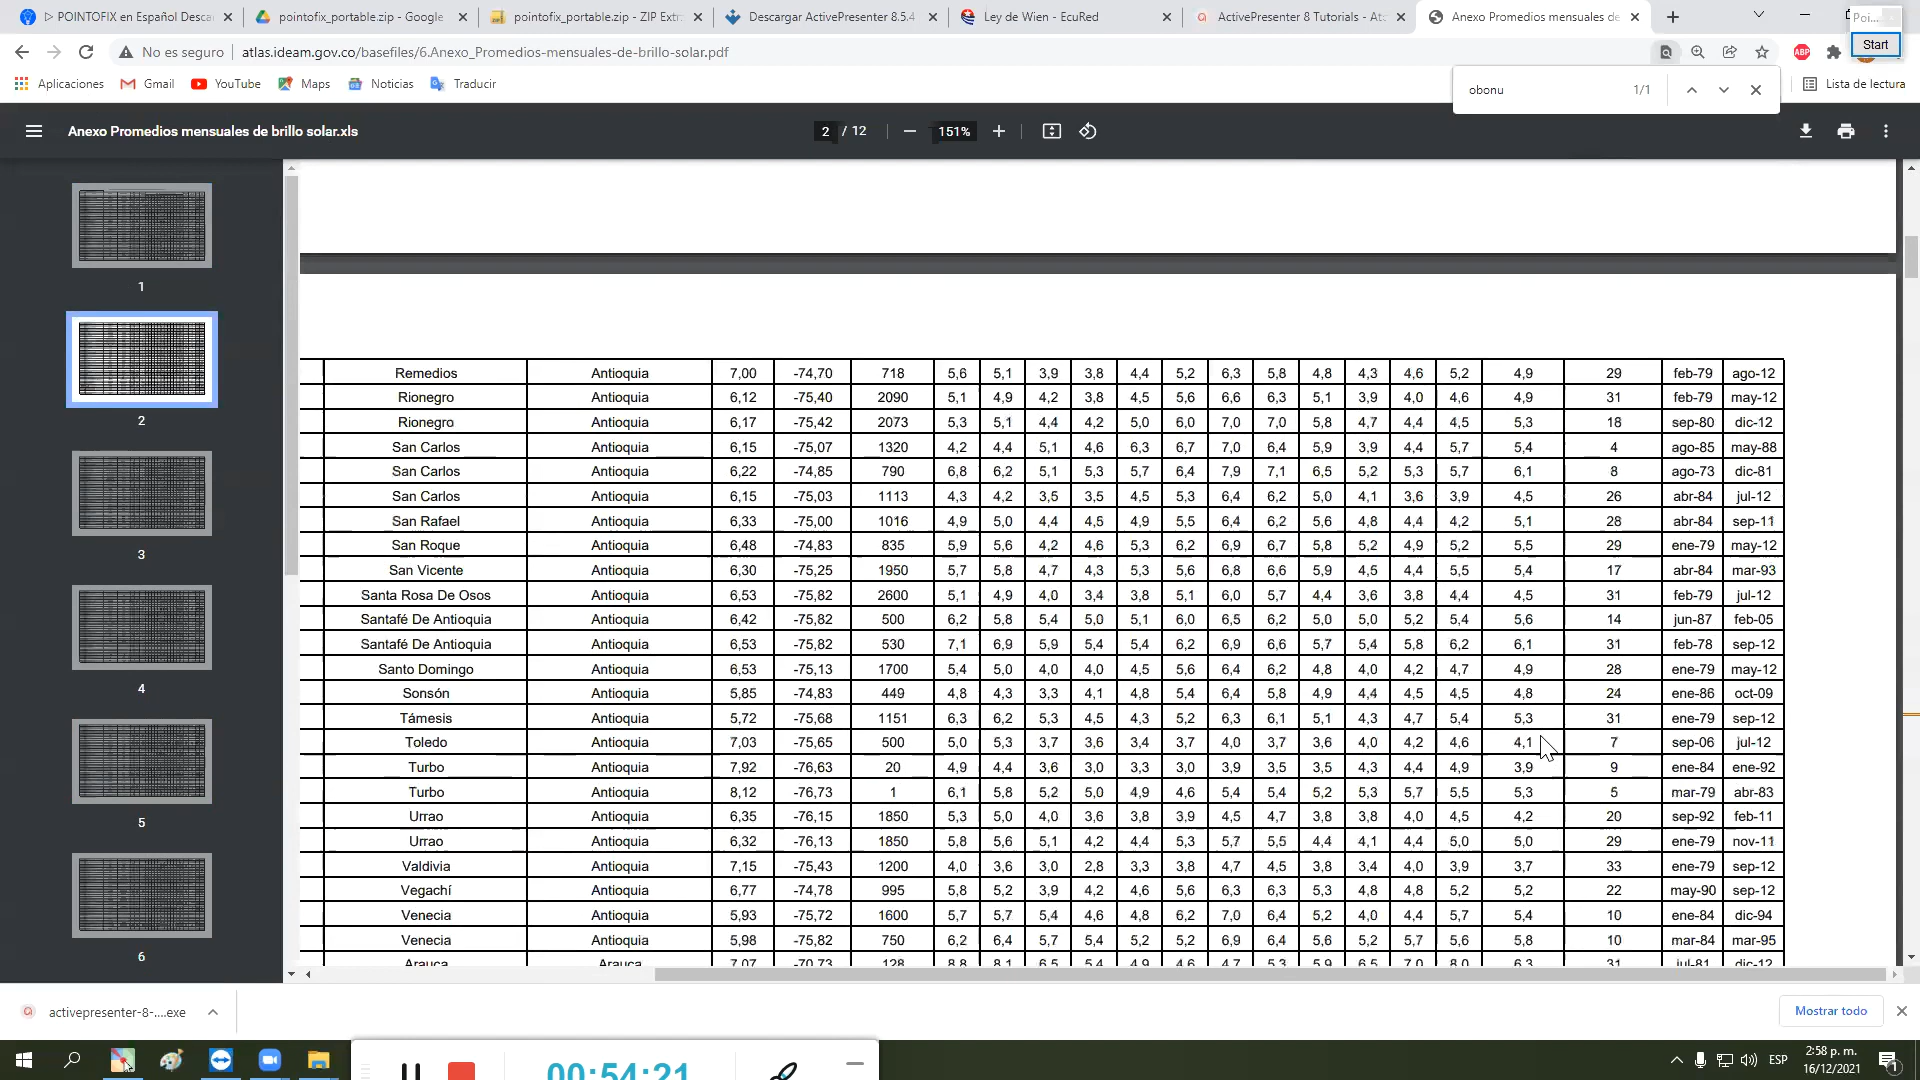 ▷ POINTOFIX en Español Desca
pointofix_portable.zip - Google
pointofix_portable.zip - ZIP Extr
Descargar ActivePresenter 8.5.4
Ley de Wien - EcuRed
ActivePresenter 8 Tutorials - Ato
Anexo Promedios mensuales de
Poi...
Start
No es seguro
atlas.ideam.gov.co/basefiles/6.Anexo_Promedios-mensuales-de-brillo-solar.pdf
ABP
Aplicaciones Gmail YouTube Maps Noticias Traducir
obonu 1/1
Lista de lectura
Anexo Promedios mensuales de brillo solar.xls
2 / 12
151%
1
2
3
4
5
6
Remedios Antioquia 7,00 -74,70 718 5,6 5,1 3,9 3,8 4,4 5,2 6,3 5,8 4,8 4,3 4,6 5,2 4,9 29 feb-79 ago-12
Rionegro Antioquia 6,12 -75,40 2090 5,1 4,9 4,2 3,8 4,5 5,6 6,6 6,3 5,1 3,9 4,0 4,6 4,9 31 feb-79 may-12
Rionegro Antioquia 6,17 -75,42 2073 5,3 5,1 4,4 4,2 5,0 6,0 7,0 7,0 5,8 4,7 4,4 4,5 5,3 18 sep-80 dic-12
San Carlos Antioquia 6,15 -75,07 1320 4,2 4,4 5,1 4,6 6,3 6,7 7,0 6,4 5,9 3,9 4,4 5,7 5,4 4 ago-85 may-88
San Carlos Antioquia 6,22 -74,85 790 6,8 6,2 5,1 5,3 5,7 6,4 7,9 7,1 6,5 5,2 5,3 5,7 6,1 8 ago-73 dic-81
San Carlos Antioquia 6,15 -75,03 1113 4,3 4,2 3,5 3,5 4,5 5,3 6,4 6,2 5,0 4,1 3,6 3,9 4,5 26 abr-84 jul-12
San Rafael Antioquia 6,33 -75,00 1016 4,9 5,0 4,4 4,5 4,9 5,5 6,4 6,2 5,6 4,8 4,4 4,2 5,1 28 abr-84 sep-11
San Roque Antioquia 6,48 -74,83 835 5,9 5,6 4,2 4,6 5,3 6,2 6,9 6,7 5,8 5,2 4,9 5,2 5,5 29 ene-79 may-12
San Vicente Antioquia 6,30 -75,25 1950 5,7 5,8 4,7 4,3 5,3 5,6 6,8 6,6 5,9 4,5 4,4 5,5 5,4 17 abr-84 mar-93
Santa Rosa De Osos Antioquia 6,53 -75,82 2600 5,1 4,9 4,0 3,4 3,8 5,1 6,0 5,7 4,4 3,6 3,8 4,4 4,5 31 feb-79 jul-12
Santafé De Antioquia Antioquia 6,42 -75,82 500 6,2 5,8 5,4 5,0 5,1 6,0 6,5 6,2 5,0 5,0 5,2 5,4 5,6 14 jun-87 feb-05
Santafé De Antioquia Antioquia 6,53 -75,82 530 7,1 6,9 5,9 5,4 5,4 6,2 6,9 6,6 5,7 5,4 5,8 6,2 6,1 31 feb-78 sep-12
Santo Domingo Antioquia 6,53 -75,13 1700 5,4 5,0 4,0 4,0 4,5 5,6 6,4 6,2 4,8 4,0 4,2 4,7 4,9 28 ene-79 may-12
Sonsón Antioquia 5,85 -74,83 449 4,8 4,3 3,3 4,1 4,8 5,4 6,4 5,8 4,9 4,4 4,5 4,5 4,8 24 ene-86 oct-09
Támesis Antioquia 5,72 -75,68 1151 6,3 6,2 5,3 4,5 4,3 5,2 6,3 6,1 5,1 4,3 4,7 5,4 5,3 31 ene-79 sep-12
Toledo Antioquia 7,03 -75,65 500 5,0 5,3 3,7 3,6 3,4 3,7 4,0 3,7 3,6 4,0 4,2 4,6 4,1 7 sep-06 jul-12
Turbo Antioquia 7,92 -76,63 20 4,9 4,4 3,6 3,0 3,3 3,0 3,9 3,5 3,5 4,3 4,4 4,9 3,9 9 ene-84 ene-92
Turbo Antioquia 8,12 -76,73 1 6,1 5,8 5,2 5,0 4,9 4,6 5,4 5,4 5,2 5,3 5,7 5,5 5,3 5 mar-79 abr-83
Urrao Antioquia 6,35 -76,15 1850 5,3 5,0 4,0 3,6 3,8 3,9 4,5 4,7 3,8 3,8 4,0 4,5 4,2 20 sep-92 feb-11
Urrao Antioquia 6,32 -76,13 1850 5,8 5,6 5,1 4,2 4,4 5,3 5,7 5,5 4,4 4,1 4,4 5,0 5,0 29 ene-79 nov-11
Valdivia Antioquia 7,15 -75,43 1200 4,0 3,6 3,0 2,8 3,3 3,8 4,7 4,5 3,8 3,4 4,0 3,9 3,7 33 ene-79 sep-12
Vegachí Antioquia 6,77 -74,78 995 5,8 5,2 3,9 4,2 4,6 5,6 6,3 6,3 5,3 4,8 4,8 5,2 5,2 22 may-90 sep-12
Venecia Antioquia 5,93 -75,72 1600 5,7 5,7 5,4 4,6 4,8 6,2 7,0 6,4 5,2 4,0 4,4 5,7 5,4 10 ene-84 dic-94
Venecia Antioquia 5,98 -75,82 750 6,2 6,4 5,7 5,4 5,2 5,2 6,9 6,4 5,6 5,2 5,7 5,6 5,8 10 mar-84 mar-95
Arauca Arauca 7,07 -70,73 128 8,8 8,1 6,5 5,4 4,9 4,6 4,7 5,3 5,9 6,5 7,0 8,0 6,3 31 jul-81 dic-12
activepresenter-8-....exe
Mostrar todo
00:54:21
ESP
2:58 p. m.
16/12/2021
1